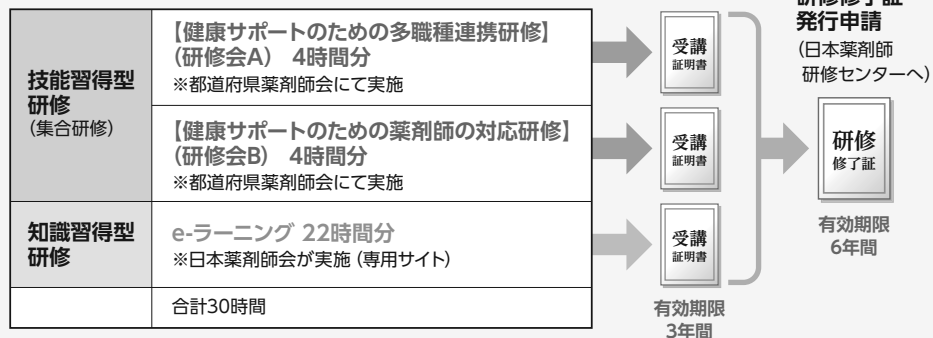 技能習得型
研修
(集合研修)
【健康サポートのための多職種連携研修】
(研修会A) 4時間分
※都道府県薬剤師会にて実施
【健康サポートのための薬剤師の対応研修】
(研修会B) 4時間分
※都道府県薬剤師会にて実施
知識習得型
研修
e-ラーニング 22時間分
※日本薬剤師会が実施(専用サイト)
合計30時間
受講
証明書
受講
証明書
受講
証明書
有効期限
3年間
研修修了証
発行申請
(日本薬剤師
研修センターへ)
研修
修了証
有効期限
6年間